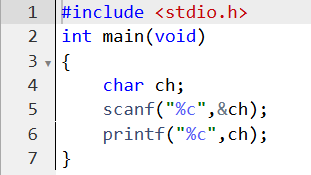 1 #include <stdio.h>
2 int main(void)
3 {
4     char ch;
5     scanf("%c",&ch);
6     printf("%c",ch);
7 }